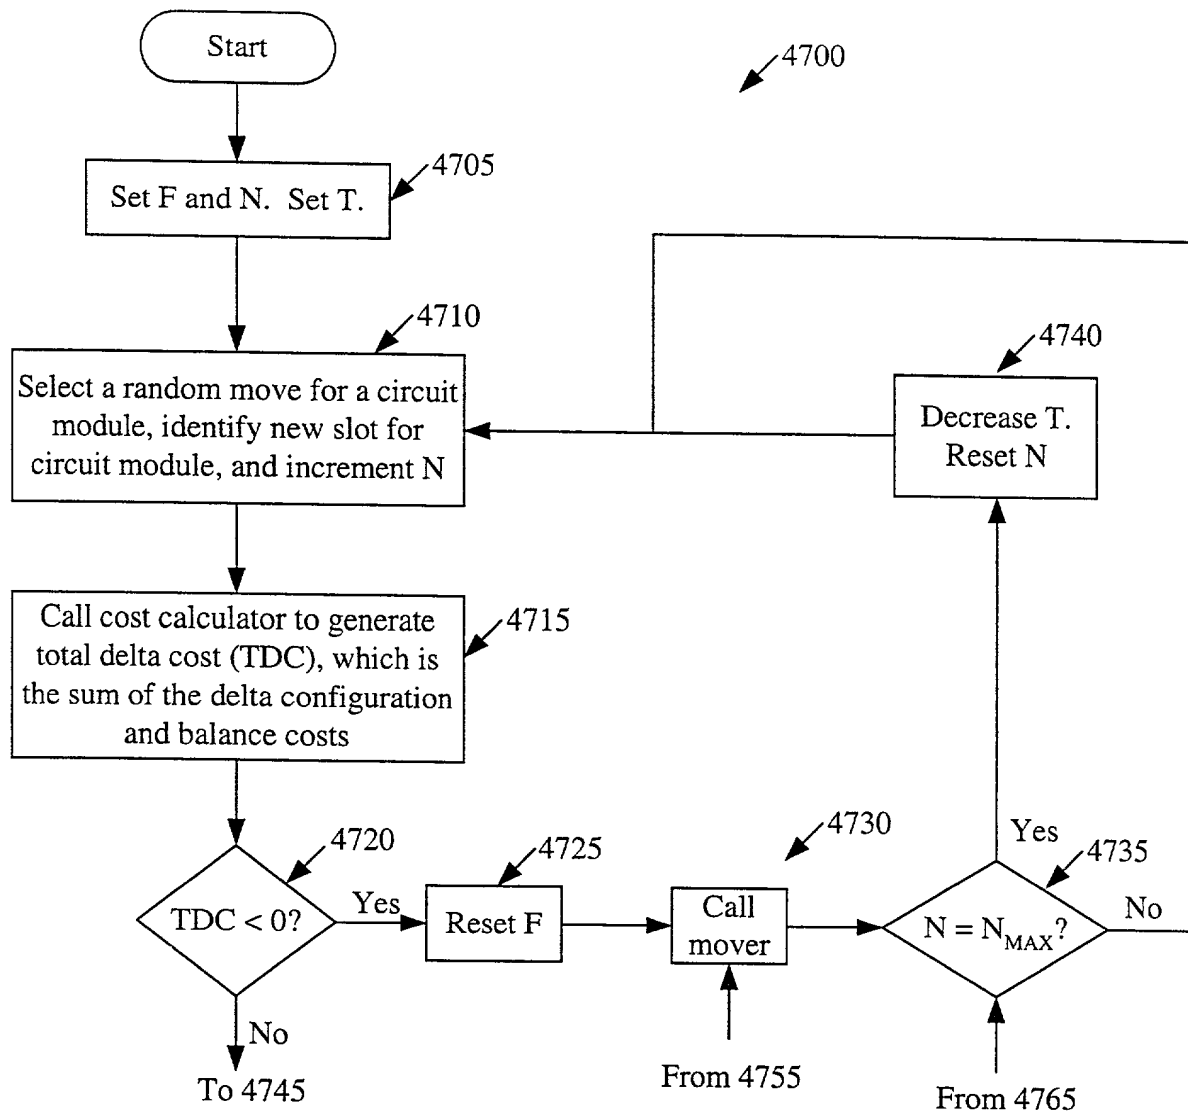 Start
4700
4705
Set F and N. Set T.
4710
4740
Select a random move for a circuit
module, identify new slot for
circuit module, and increment N
Decrease T.
Reset N
Call cost calculator to generate
total delta cost (TDC), which is
the sum of the delta configuration
and balance costs
4715
4720
4725
4730
Yes
4735
TDC < 0?
Yes
Reset F
Call
mover
N = NMAX?
No
No
To 4745
From 4755
From 4765